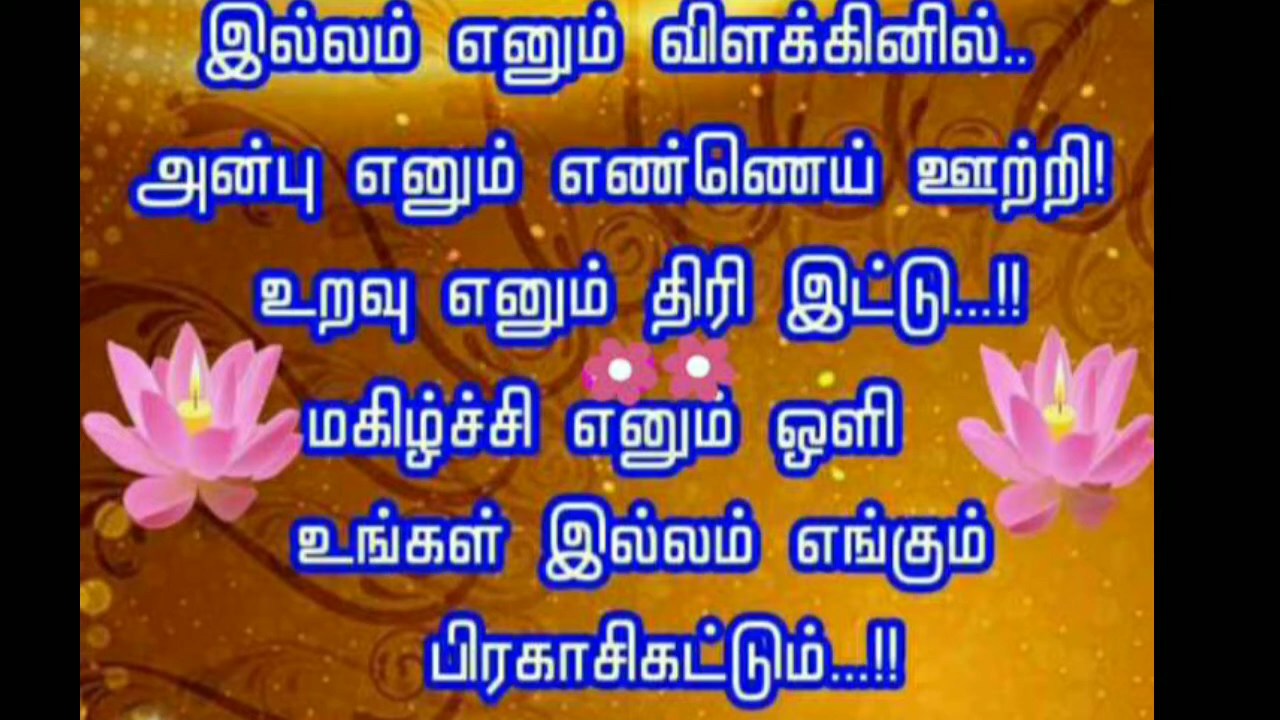 இல்லம் எனும் விளக்கினில்..
அன்பு எனும் எண்ணெய் ஊற்றி!
உறவு எனும் திரி இட்டு...!!
மகிழ்ச்சி எனும் ஒளி
உங்கள் இல்லம் எங்கும்
பிரகாசிகட்டும்...!!